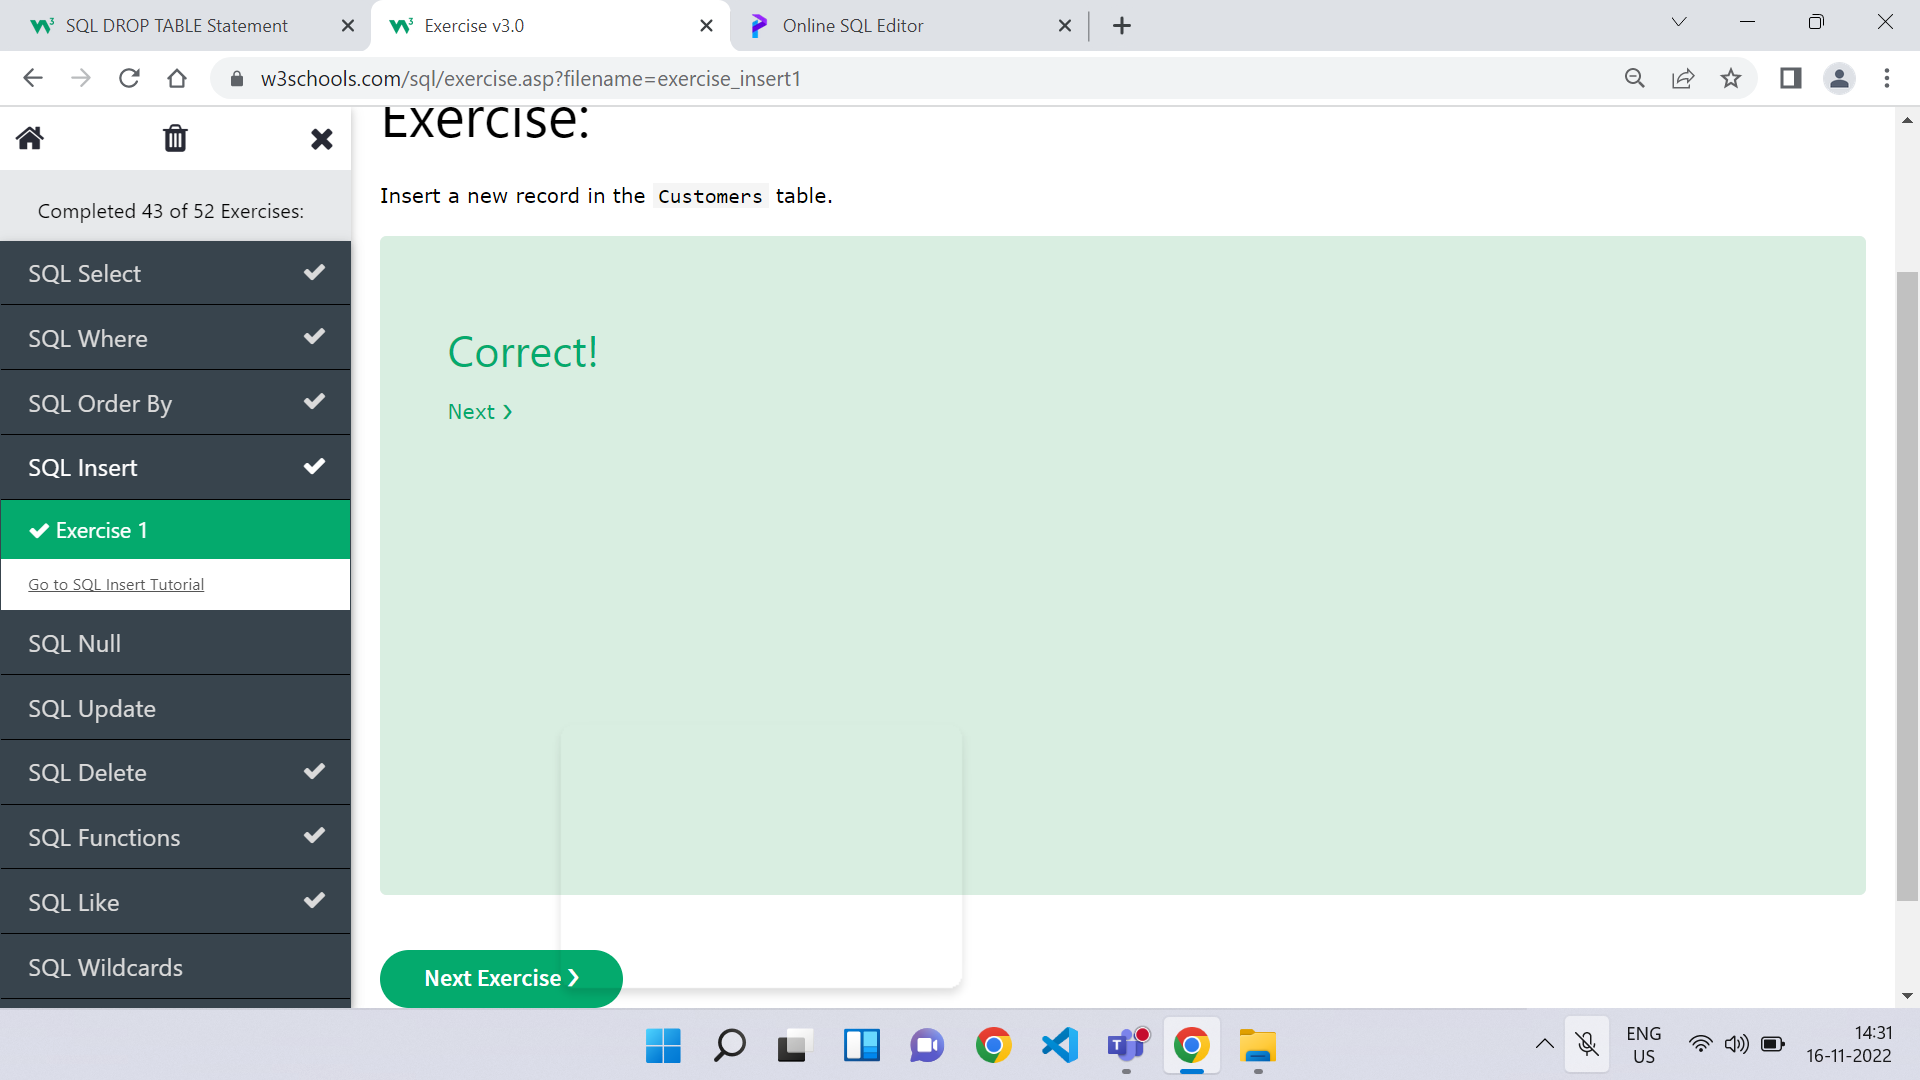 SQL DROP TABLE Statement
Exercise v3.0
Online SQL Editor
w3schools.com/sql/exercise.asp?filename=exercise_insert1
Completed 43 of 52 Exercises:
SQL Select
SQL Where
SQL Order By
SQL Insert
Exercise 1
Go to SQL Insert Tutorial
SQL Null
SQL Update
SQL Delete
SQL Functions
SQL Like
SQL Wildcards
Exercise:
Insert a new record in the Customers table.
Correct!
Next ❯
Next Exercise ❯
ENG
US
14:31
16-11-2022